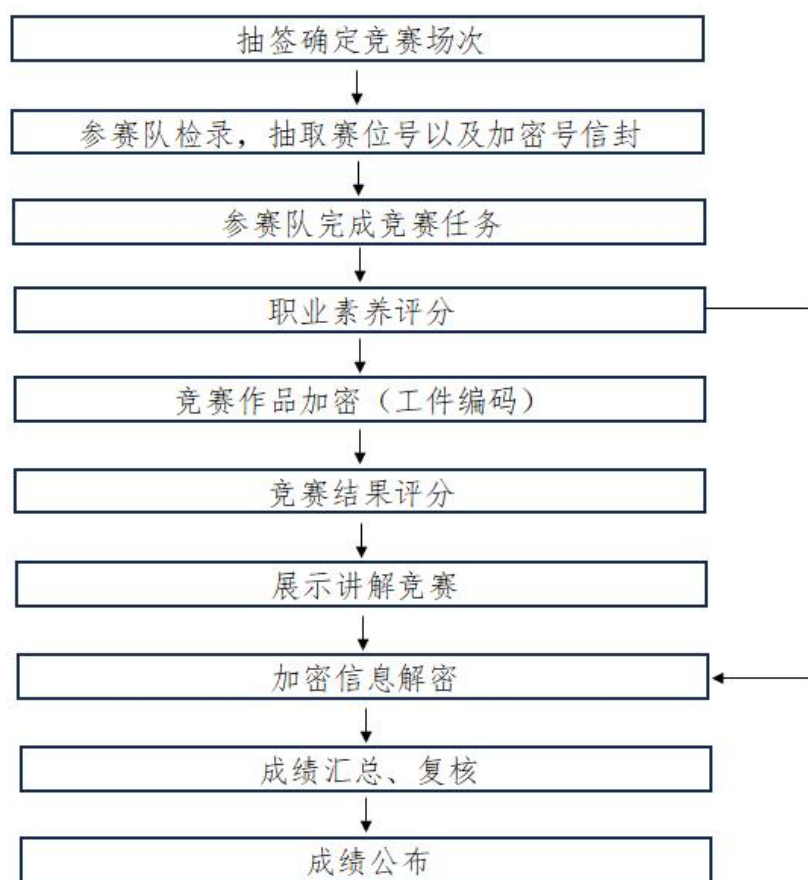 抽签确定竞赛场次
参赛队检录，抽取赛位号以及加密号信封
参赛队完成竞赛任务
职业素养评分
竞赛作品加密（工件编码）
竞赛结果评分
展示讲解竞赛
加密信息解密
成绩汇总、复核
成绩公布